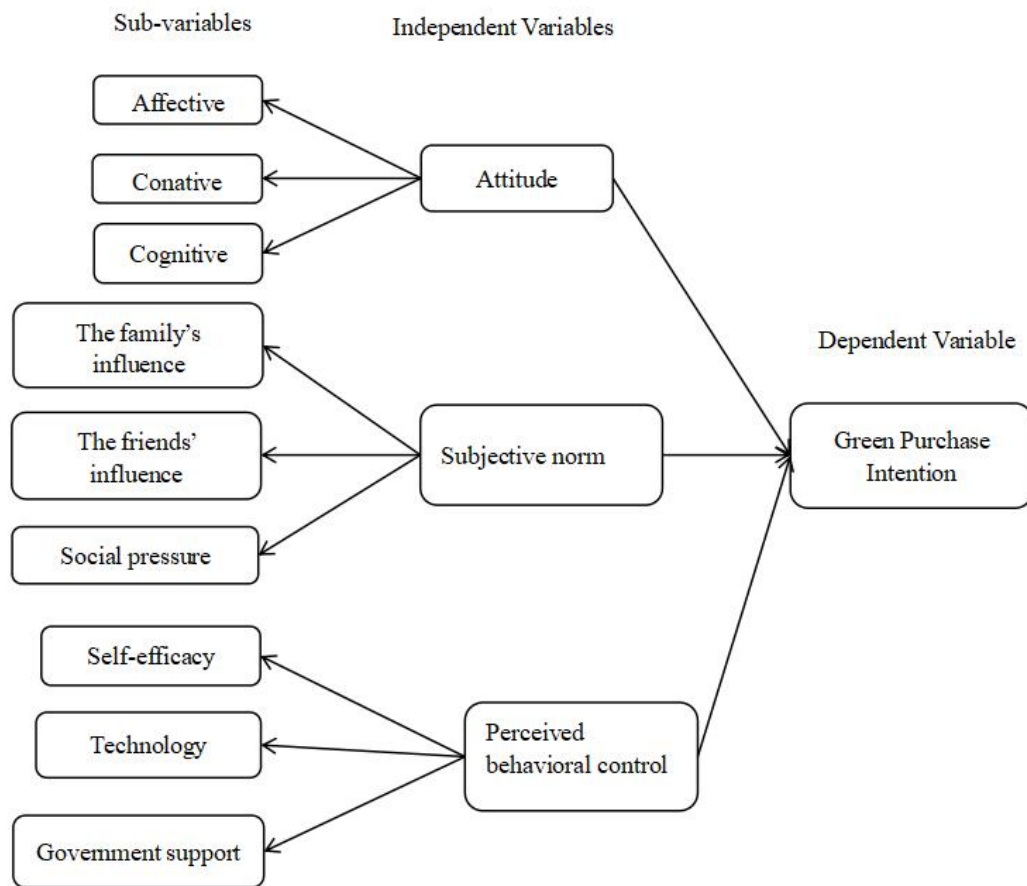 Sub-variables
Independent Variables
Affective
Conative
Cognitive
Attitude
The family’s
influence
The friends’
influence
Social pressure
Subjective norm
Dependent Variable
Green Purchase
Intention
Self-efficacy
Technology
Government support
Perceived
behavioral control